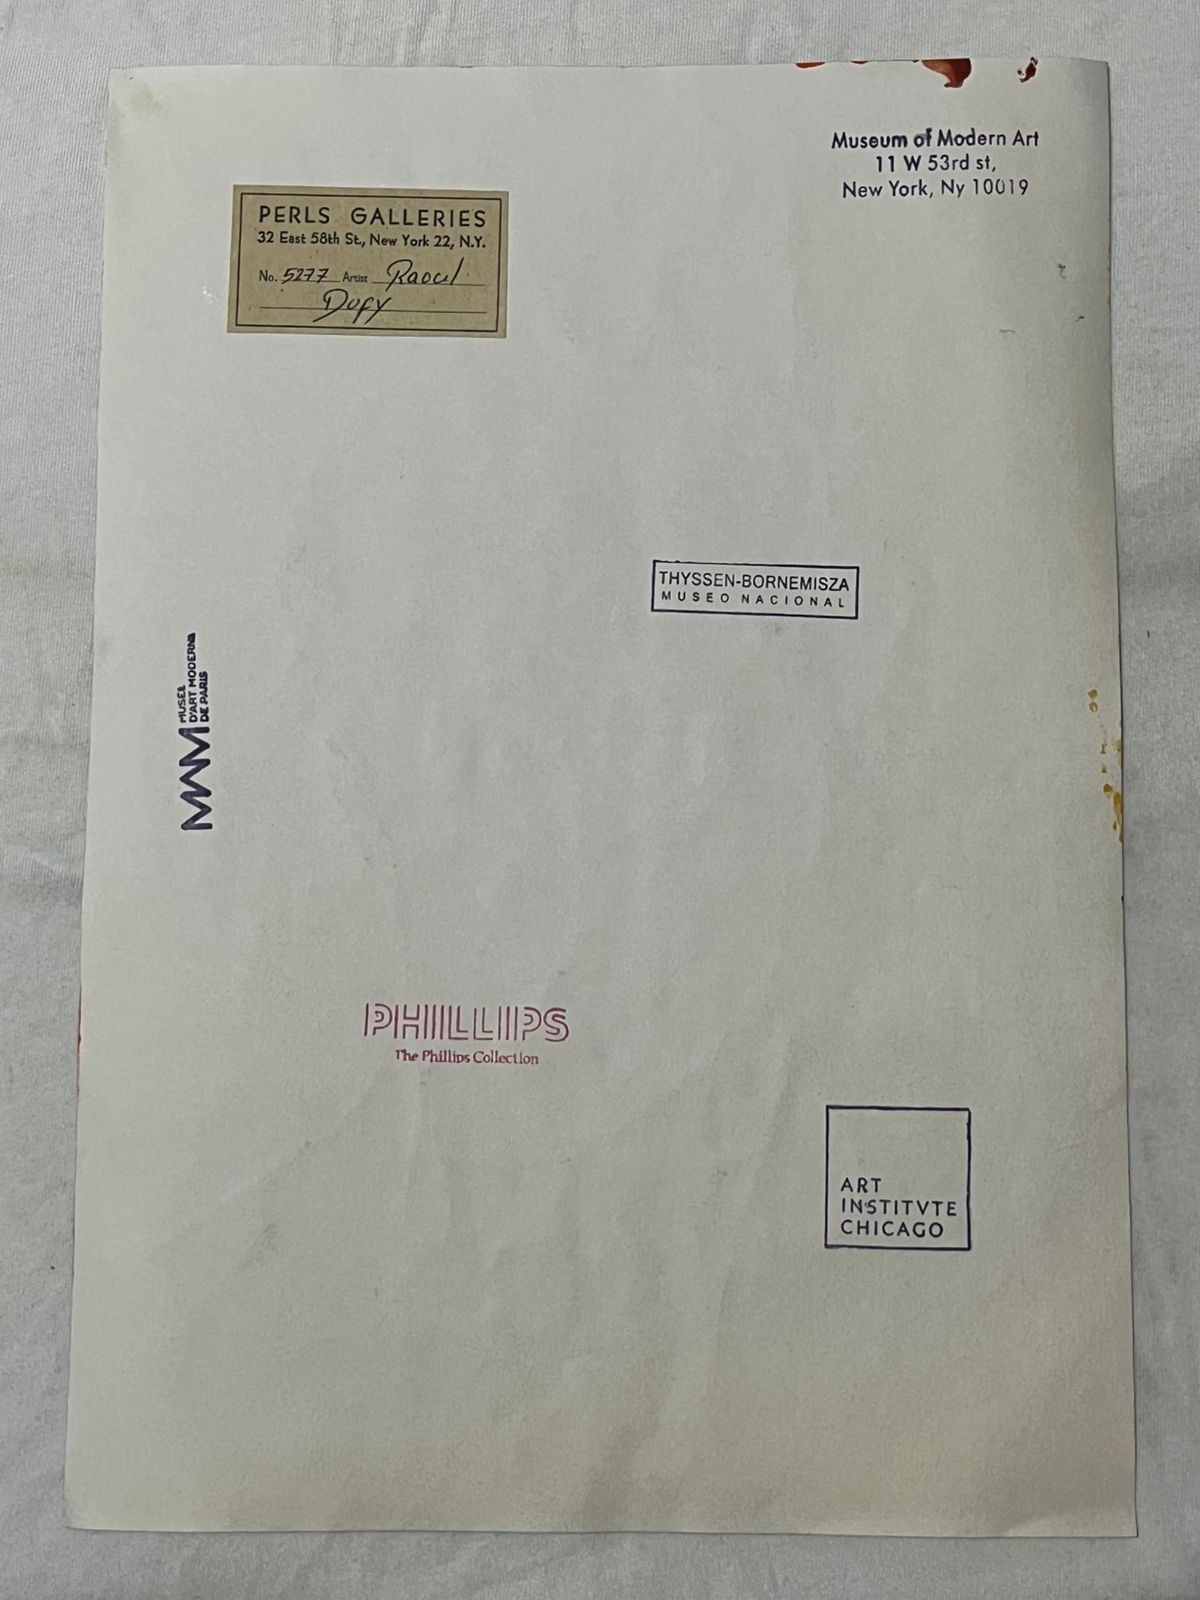 Museum of Modern Art
11 W 53rd st,
New York, Ny 10019
PERLS GALLERIES
32 East 58th St., New York 22, N.Y.
No. 5277 Artist Raoul
Dufy
THYSSEN-BORNEMISZA
MUSEO NACIONAL
MAM MUSEE
D'ART MODERNE
DE PARIS
PHILLIPS
The Phillips Collection
ART
INSTITVTE
CHICAGO